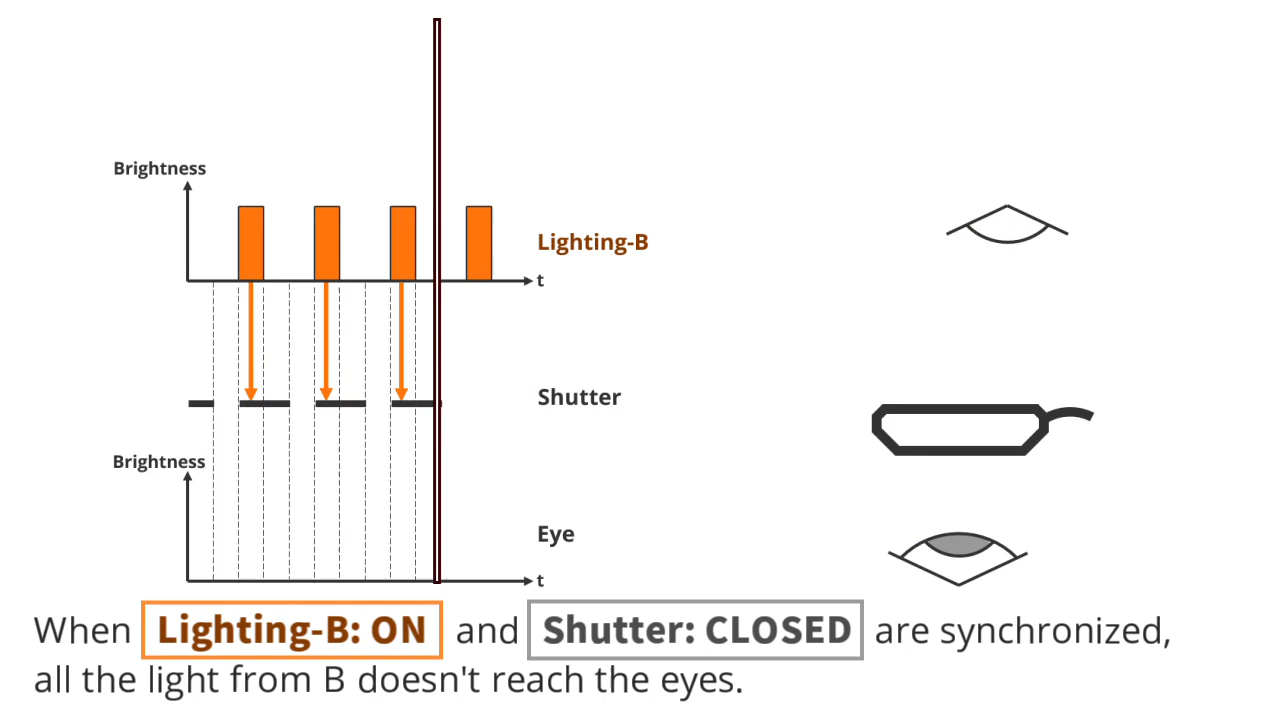 Brightness
Lighting-B
t
Shutter
Brightness
Eye
t
When Lighting-B: ON and Shutter: CLOSED are synchronized,
all the light from B doesn't reach the eyes.